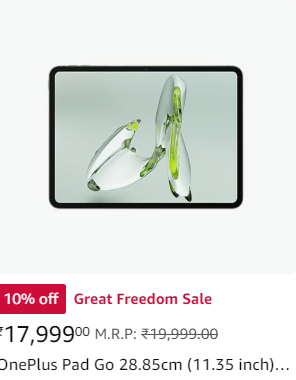 10% off Great Freedom Sale
₹17,999⁰⁰ M.R.P: ₹19,999.00
OnePlus Pad Go 28.85cm (11.35 inch)...